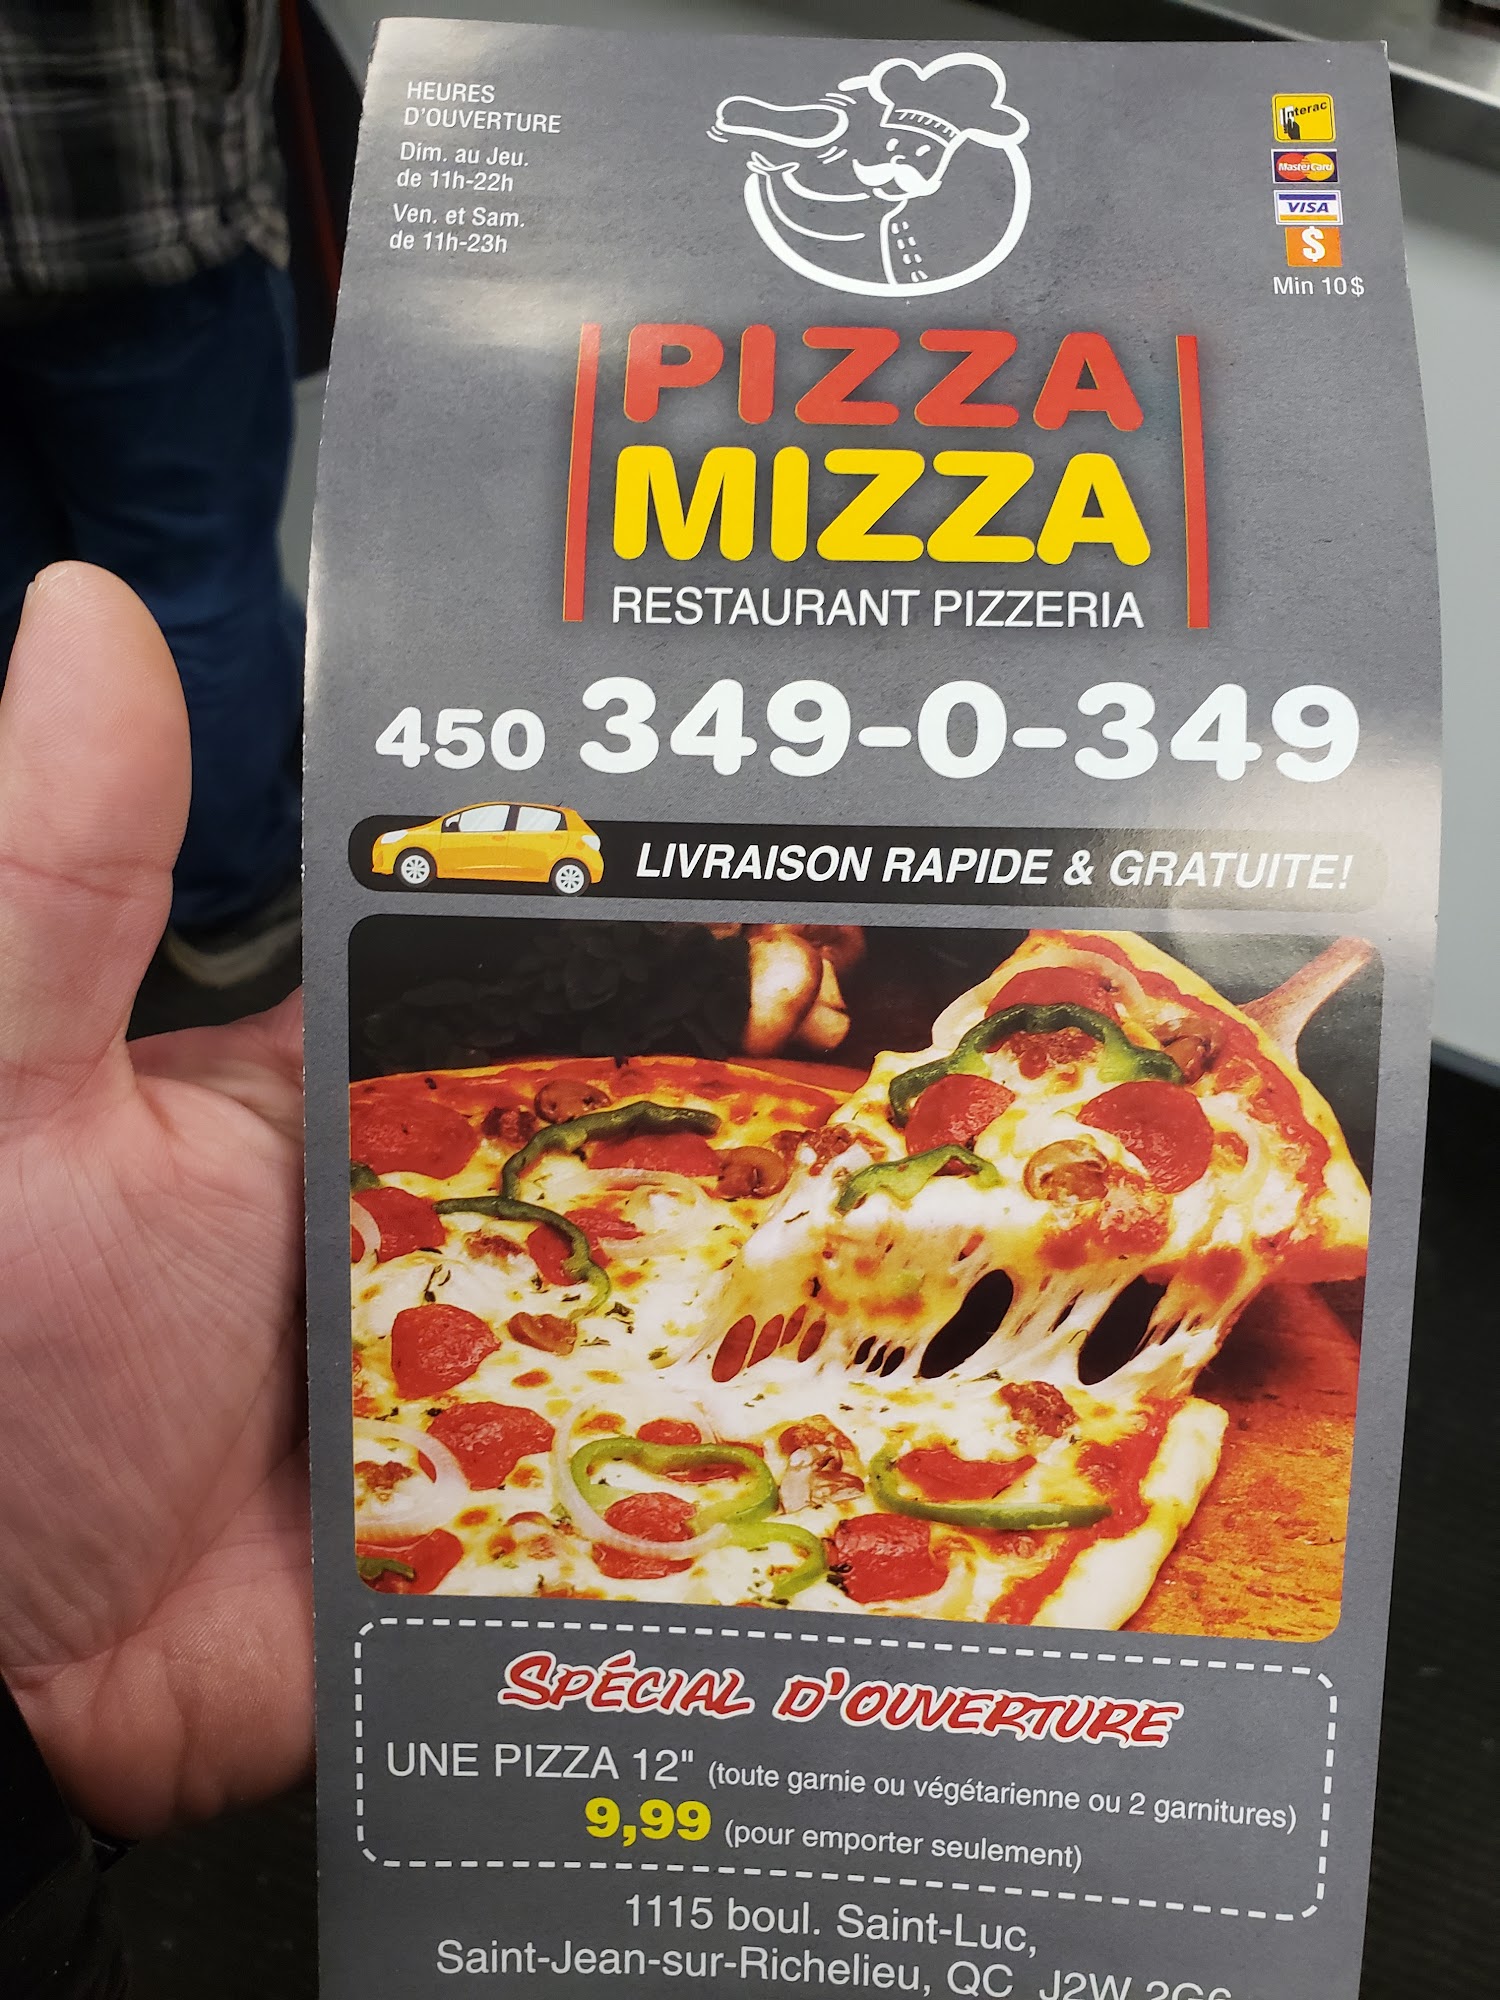 HEURES
D'OUVERTURE
Dim. au Jeu.
de 11h-22h
Ven. et Sam.
de 11h-23h
Interac
MasterCard
VISA
$
Min 10$
PIZZA
MIZZA
RESTAURANT PIZZERIA
450 349-0-349
LIVRAISON RAPIDE & GRATUITE!
SPÉCIAL D'OUVERTURE
UNE PIZZA 12" (toute garnie ou végétarienne ou 2 garnitures)
9,99 (pour emporter seulement)
1115 boul. Saint-Luc,
Saint-Jean-sur-Richelieu, QC J2W